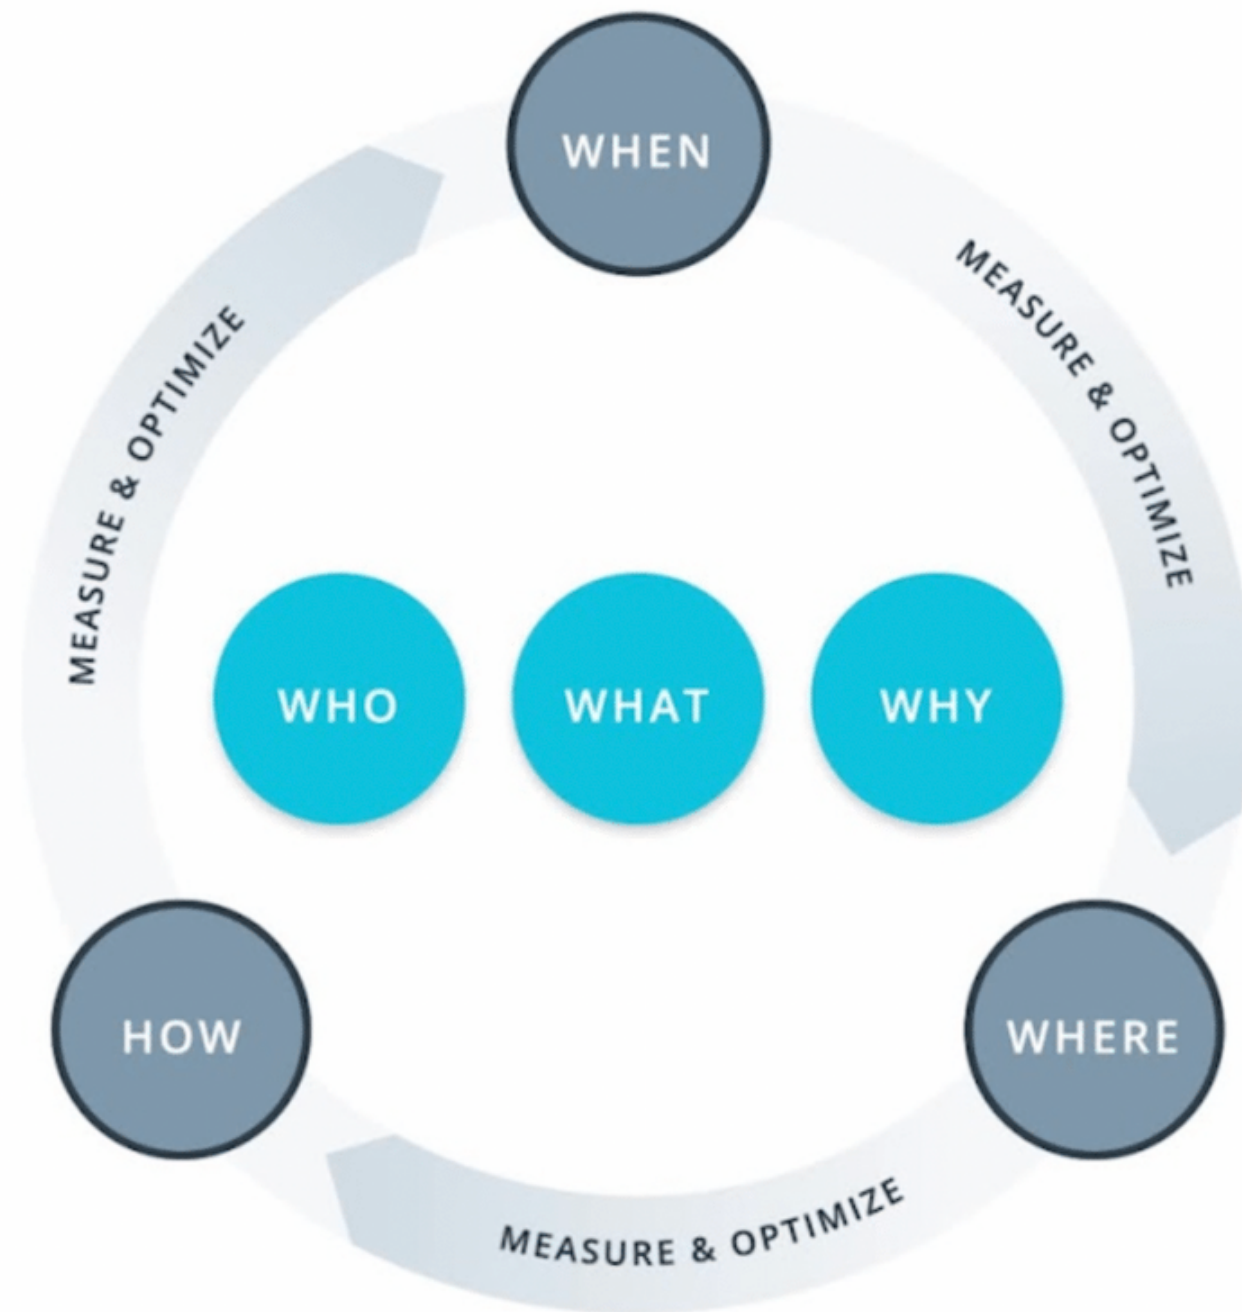 WHEN
MEASURE & OPTIMIZE
MEASURE & OPTIMIZE
WHO
WHAT
WHY
HOW
WHERE
MEASURE & OPTIMIZE